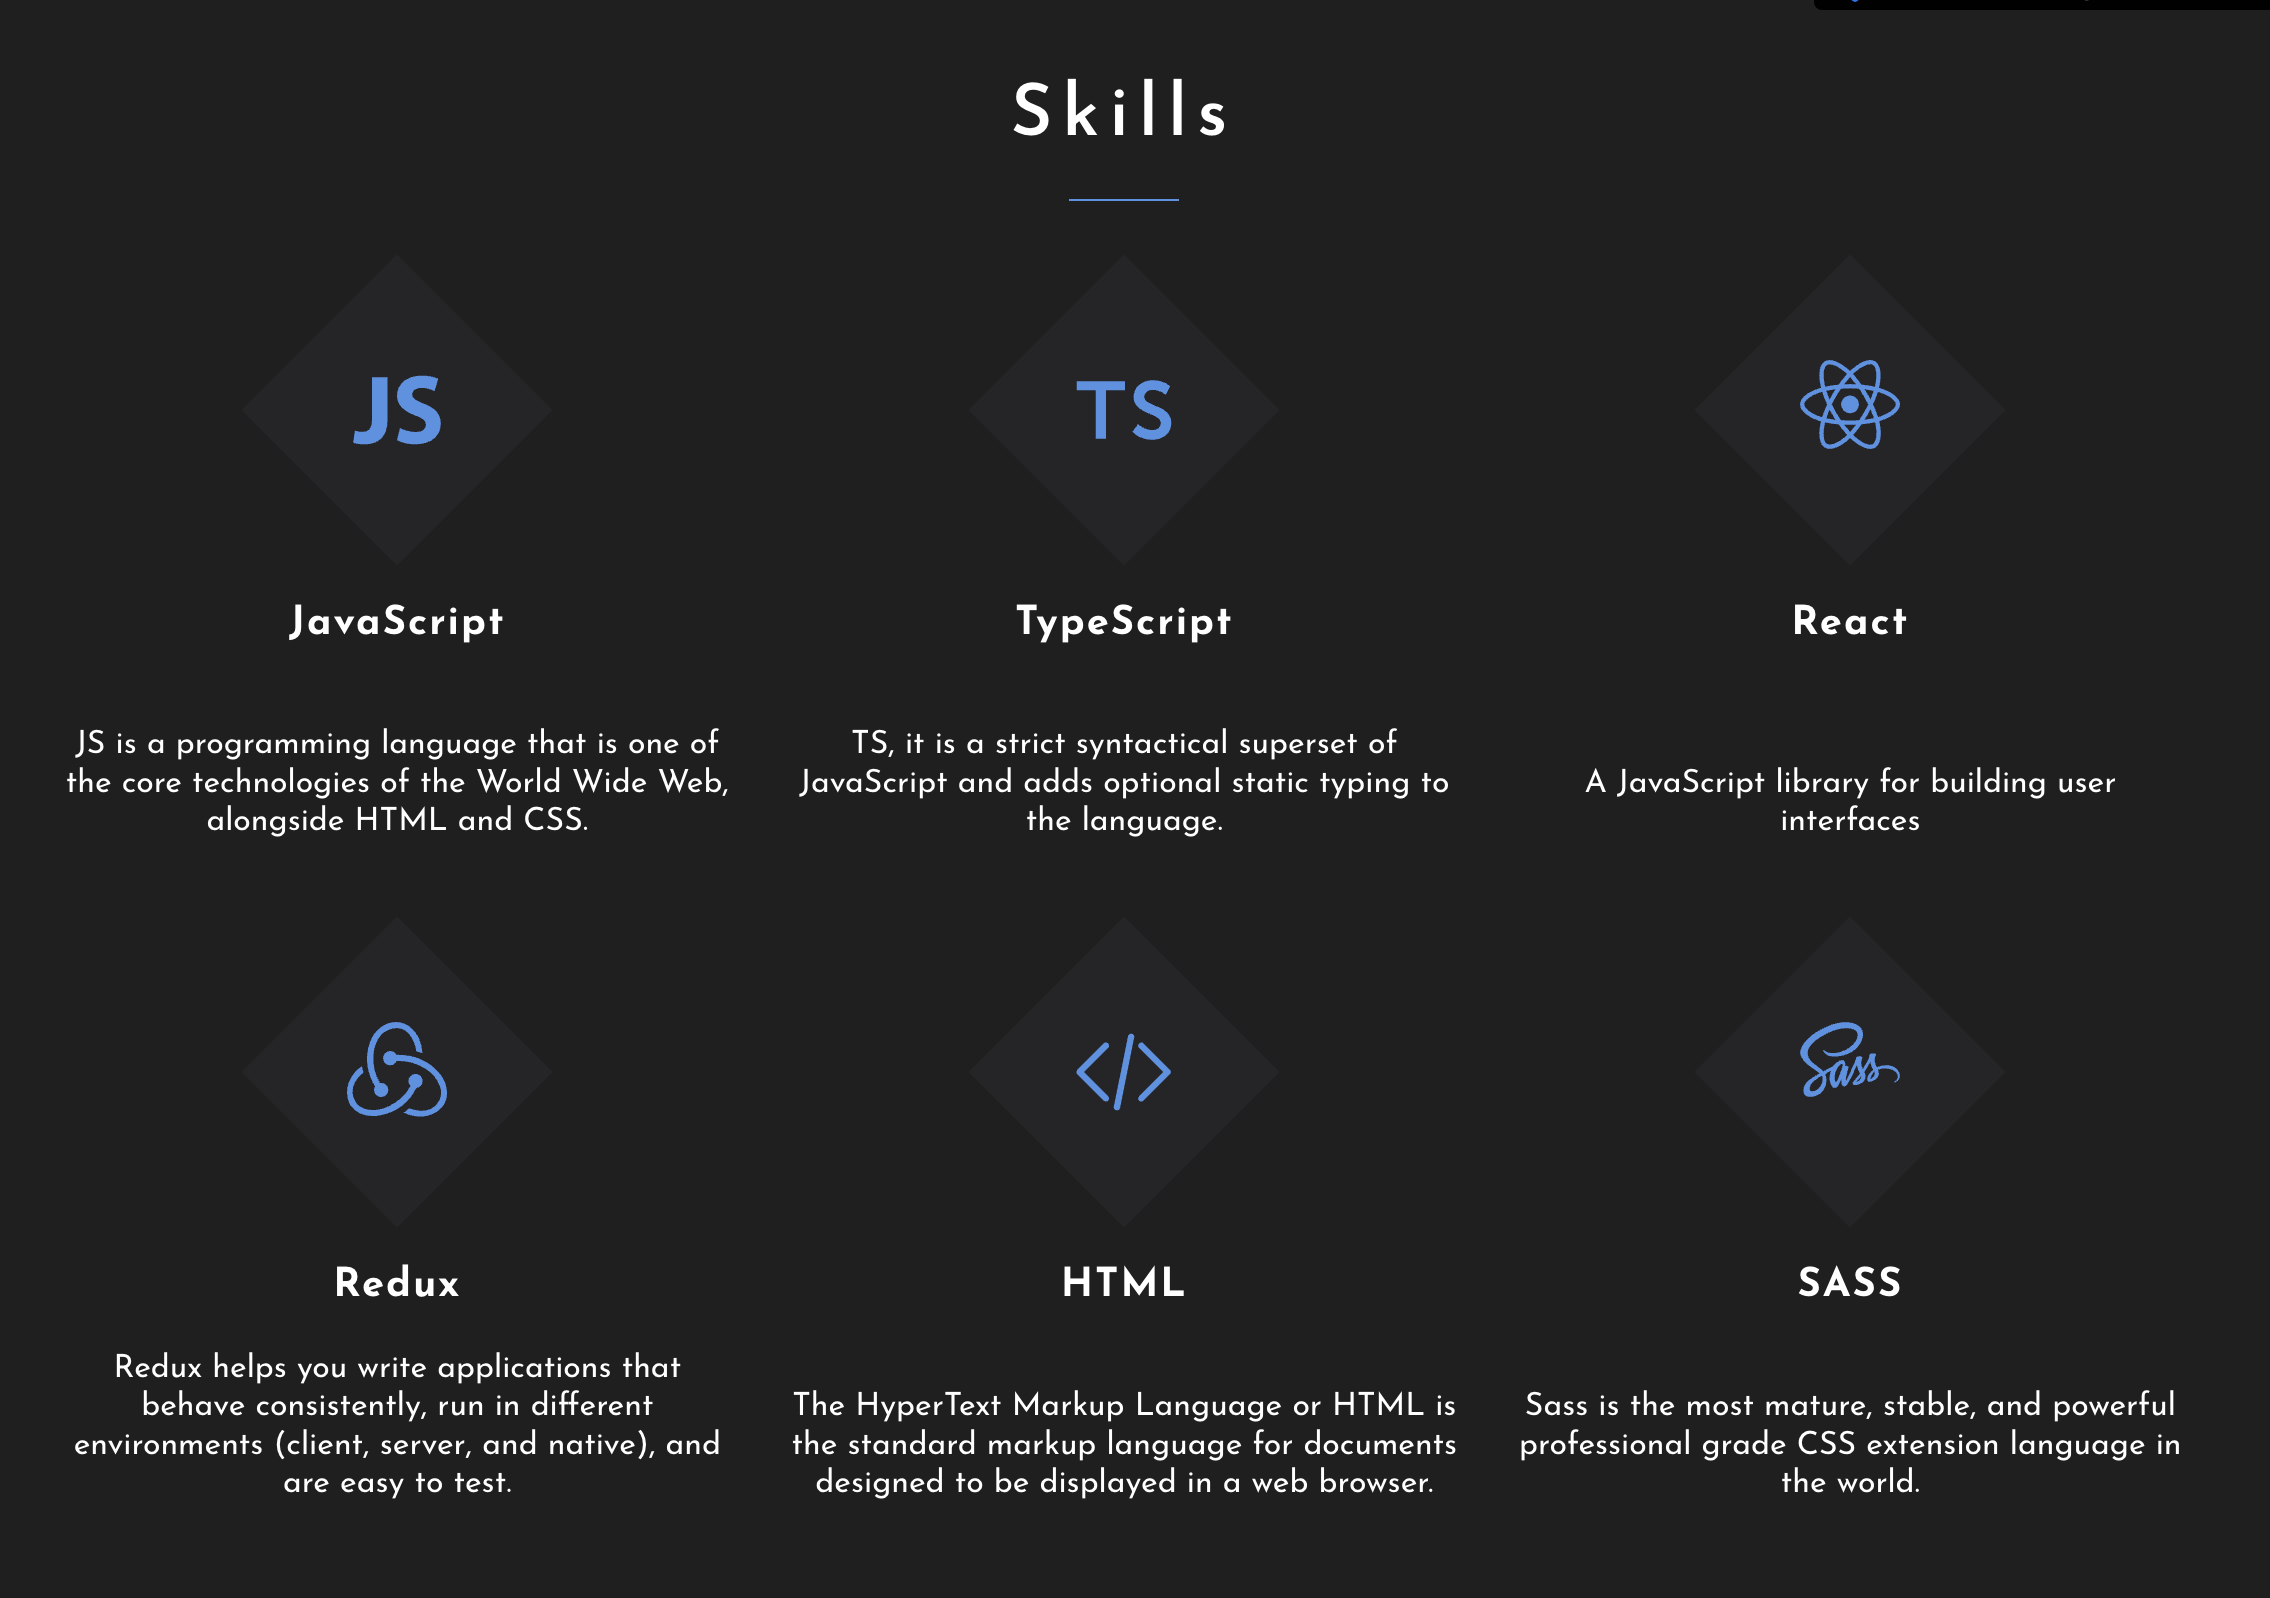 Skills
JS
TS
JavaScript
TypeScript
React
JS is a programming language that is one of
the core technologies of the World Wide Web,
alongside HTML and CSS.
TS, it is a strict syntactical superset of
JavaScript and adds optional static typing to
the language.
A JavaScript library for building user
interfaces
</>
Sass
Redux
HTML
SASS
Redux helps you write applications that
behave consistently, run in different
environments (client, server, and native), and
are easy to test.
The HyperText Markup Language or HTML is
the standard markup language for documents
designed to be displayed in a web browser.
Sass is the most mature, stable, and powerful
professional grade CSS extension language in
the world.